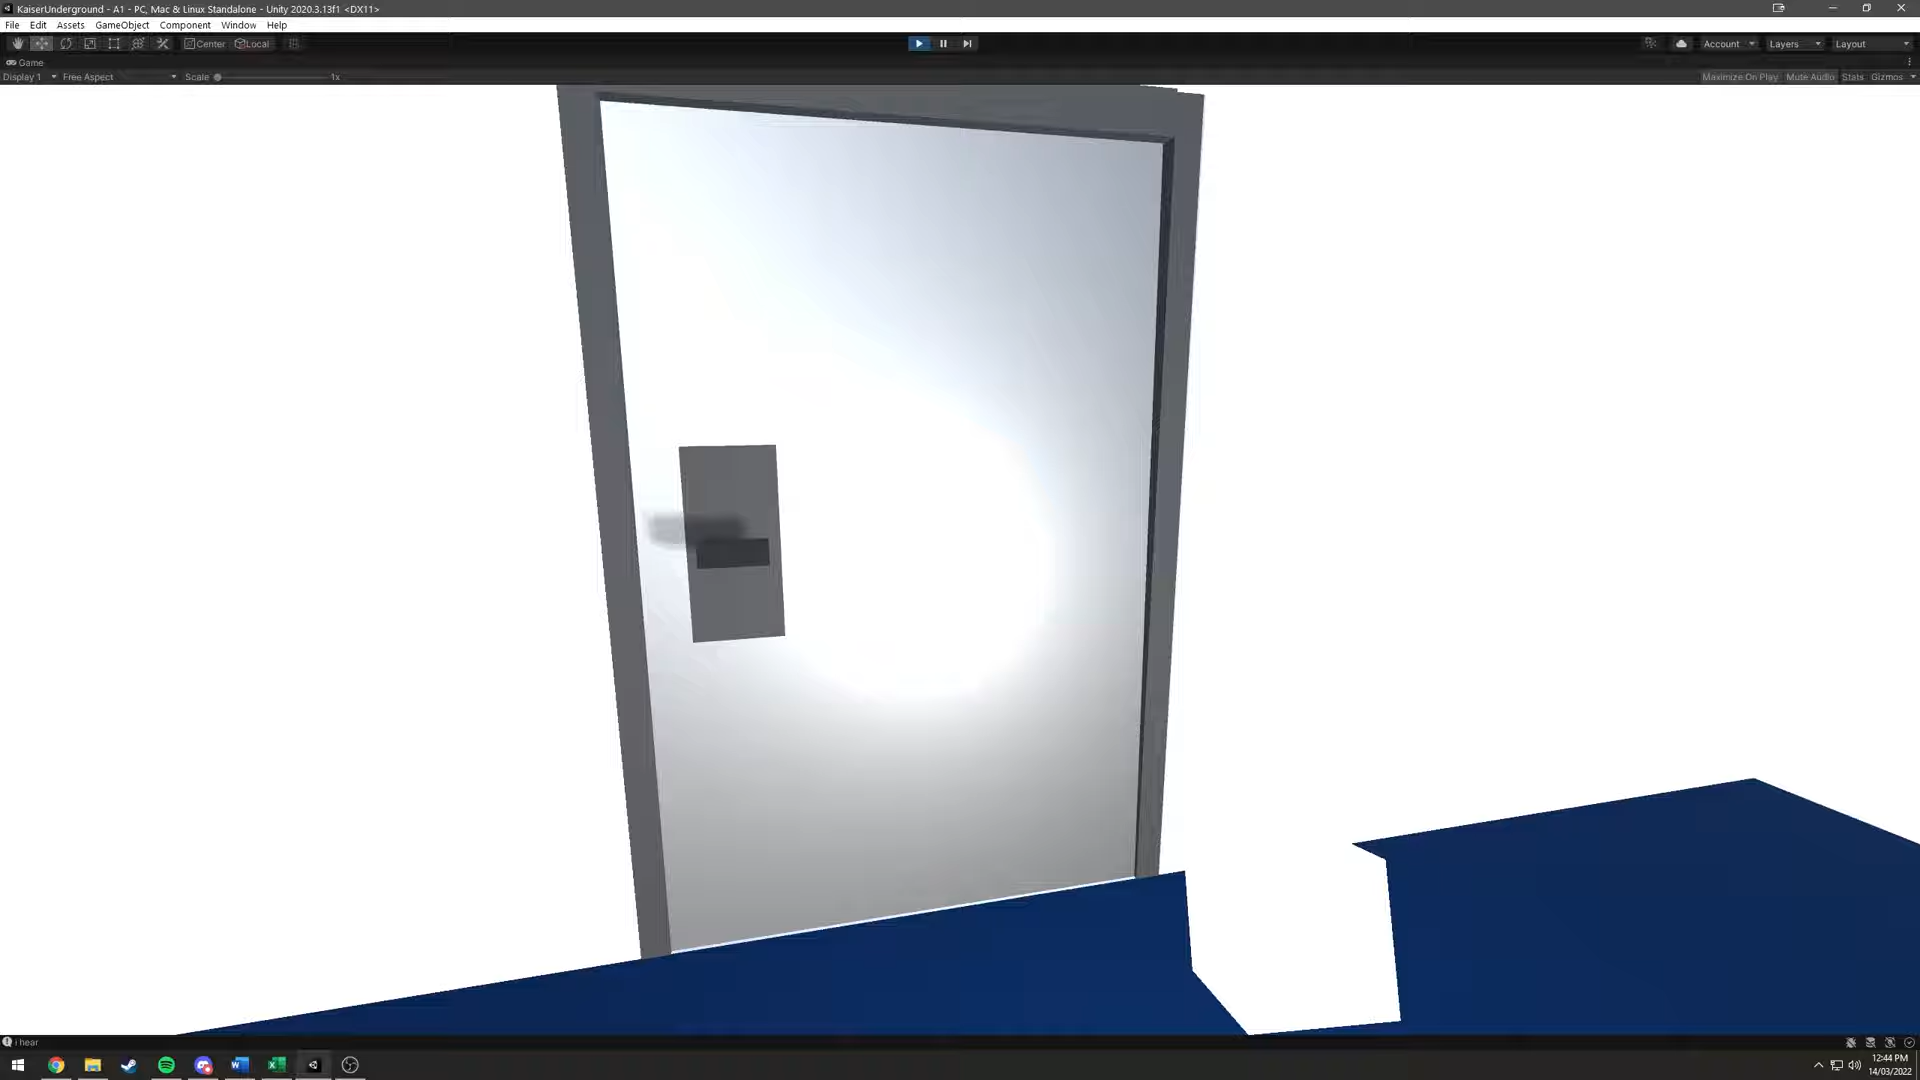 KaiserUnderground - A1 - PC, Mac & Linux Standalone - Unity 2020.3.13f1 <DX11>
File Edit Assets GameObject Component Window Help
Center Local Account Layers Layout
Game
Display 1 Free Aspect Scale 1x Maximize On Play Mute Audio Stats Gizmos
i hear
12:44 PM
14/03/2022